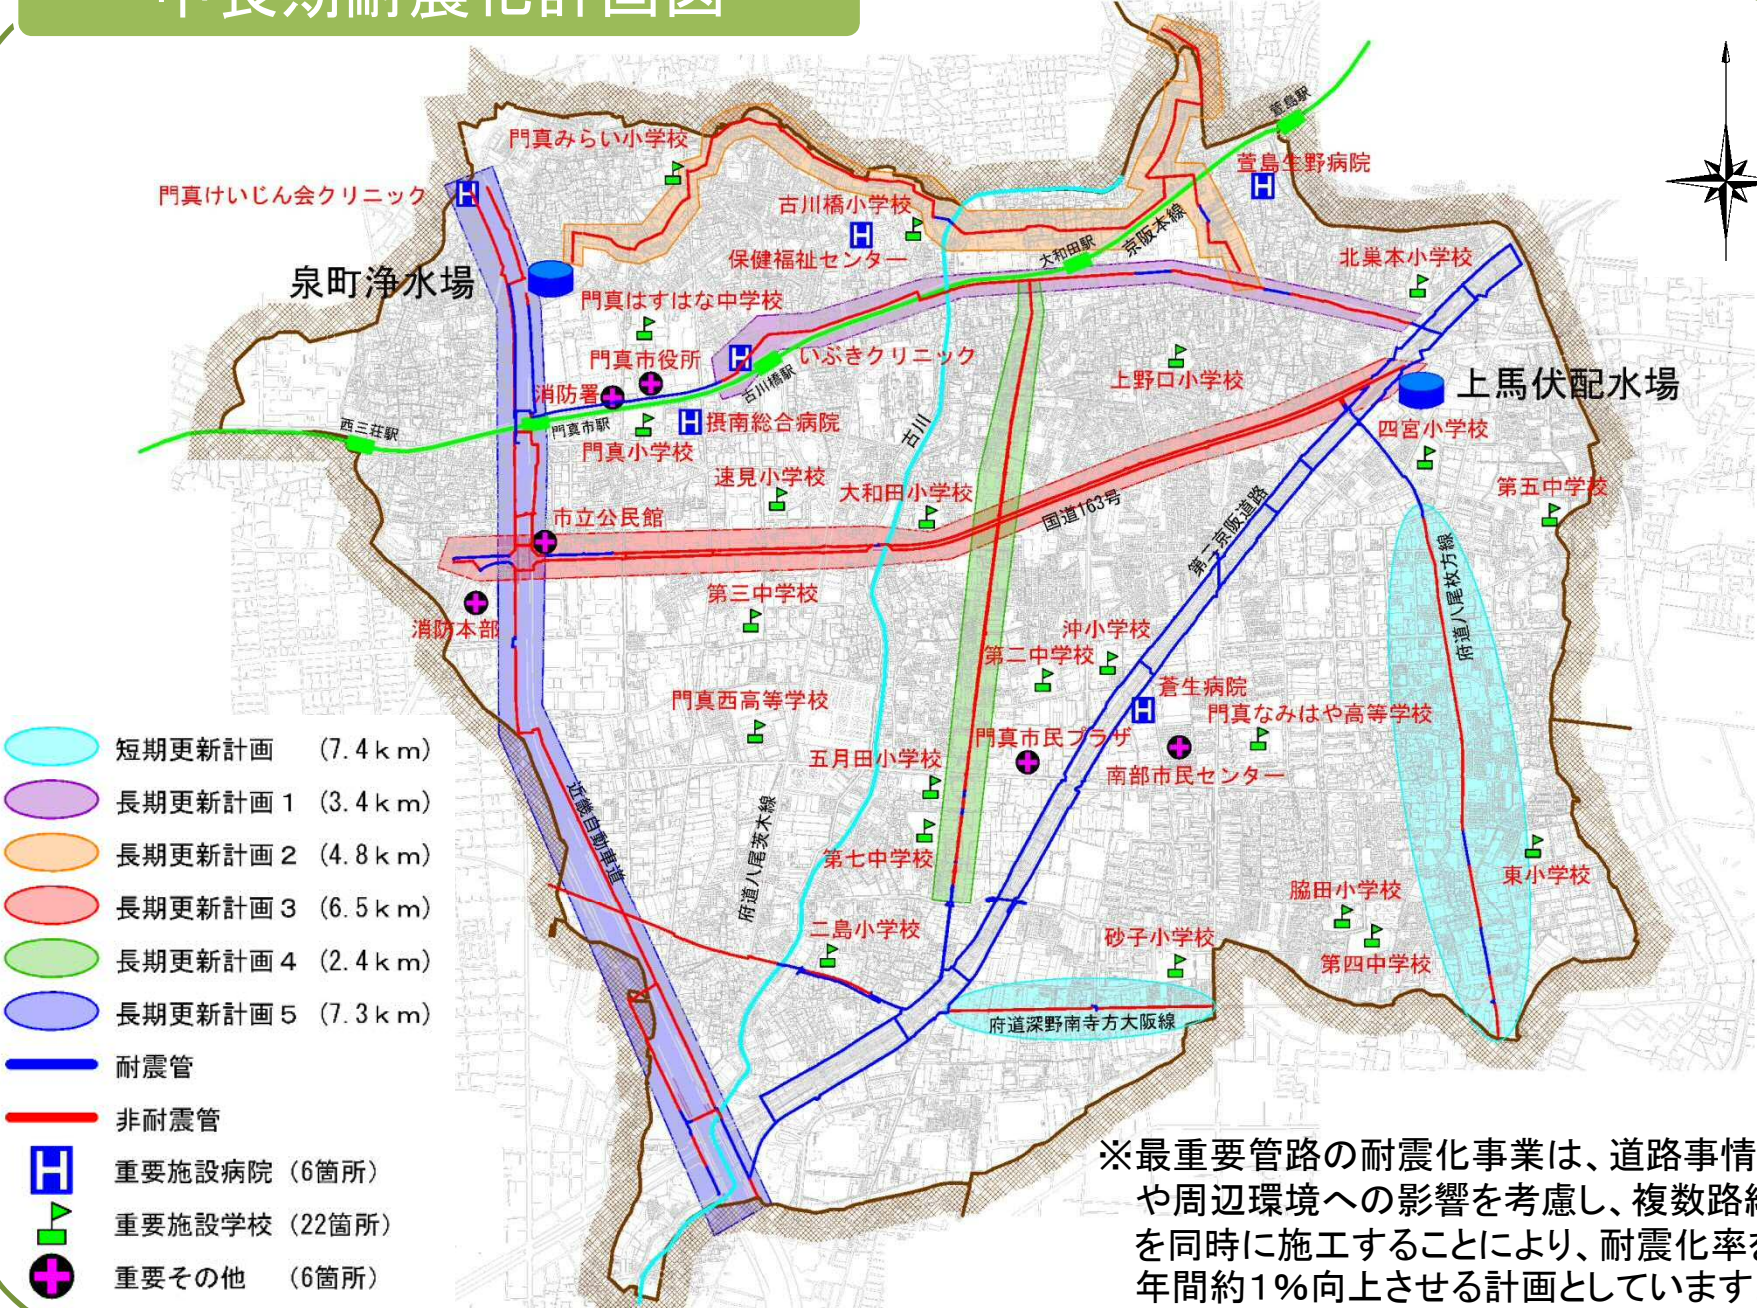 中長期耐震化計画図
萱島駅
門真みらい小学校
萱島生野病院
門真けいじん会クリニック
古川橋小学校
京阪本線
保健福祉センター
大和田駅
北巣本小学校
泉町浄水場
門真はすはな中学校
門真市役所
いぶきクリニック
上野口小学校
上馬伏配水場
消防署
古川橋駅
西三荘駅
門真市駅
摂南総合病院
古川
四宮小学校
門真小学校
速見小学校
大和田小学校
国道163号
第五中学校
市立公民館
第二京阪道路
府道八尾枚方線
第三中学校
消防本部
沖小学校
第二中学校
門真西高等学校
蒼生病院
門真なみはや高等学校
門真市民プラザ
五月田小学校
南部市民センター
近畿自動車道
府道八尾茨木線
第七中学校
東小学校
脇田小学校
二島小学校
砂子小学校
第四中学校
府道深野南寺方大阪線
短期更新計画 (7.4km)
長期更新計画1 (3.4km)
長期更新計画2 (4.8km)
長期更新計画3 (6.5km)
長期更新計画4 (2.4km)
長期更新計画5 (7.3km)
耐震管
非耐震管
重要施設病院 (6箇所)
重要施設学校 (22箇所)
重要その他 (6箇所)
※最重要管路の耐震化事業は、道路事情
や周辺環境への影響を考慮し、複数路線
を同時に施工することにより、耐震化率を
年間約1%向上させる計画としています